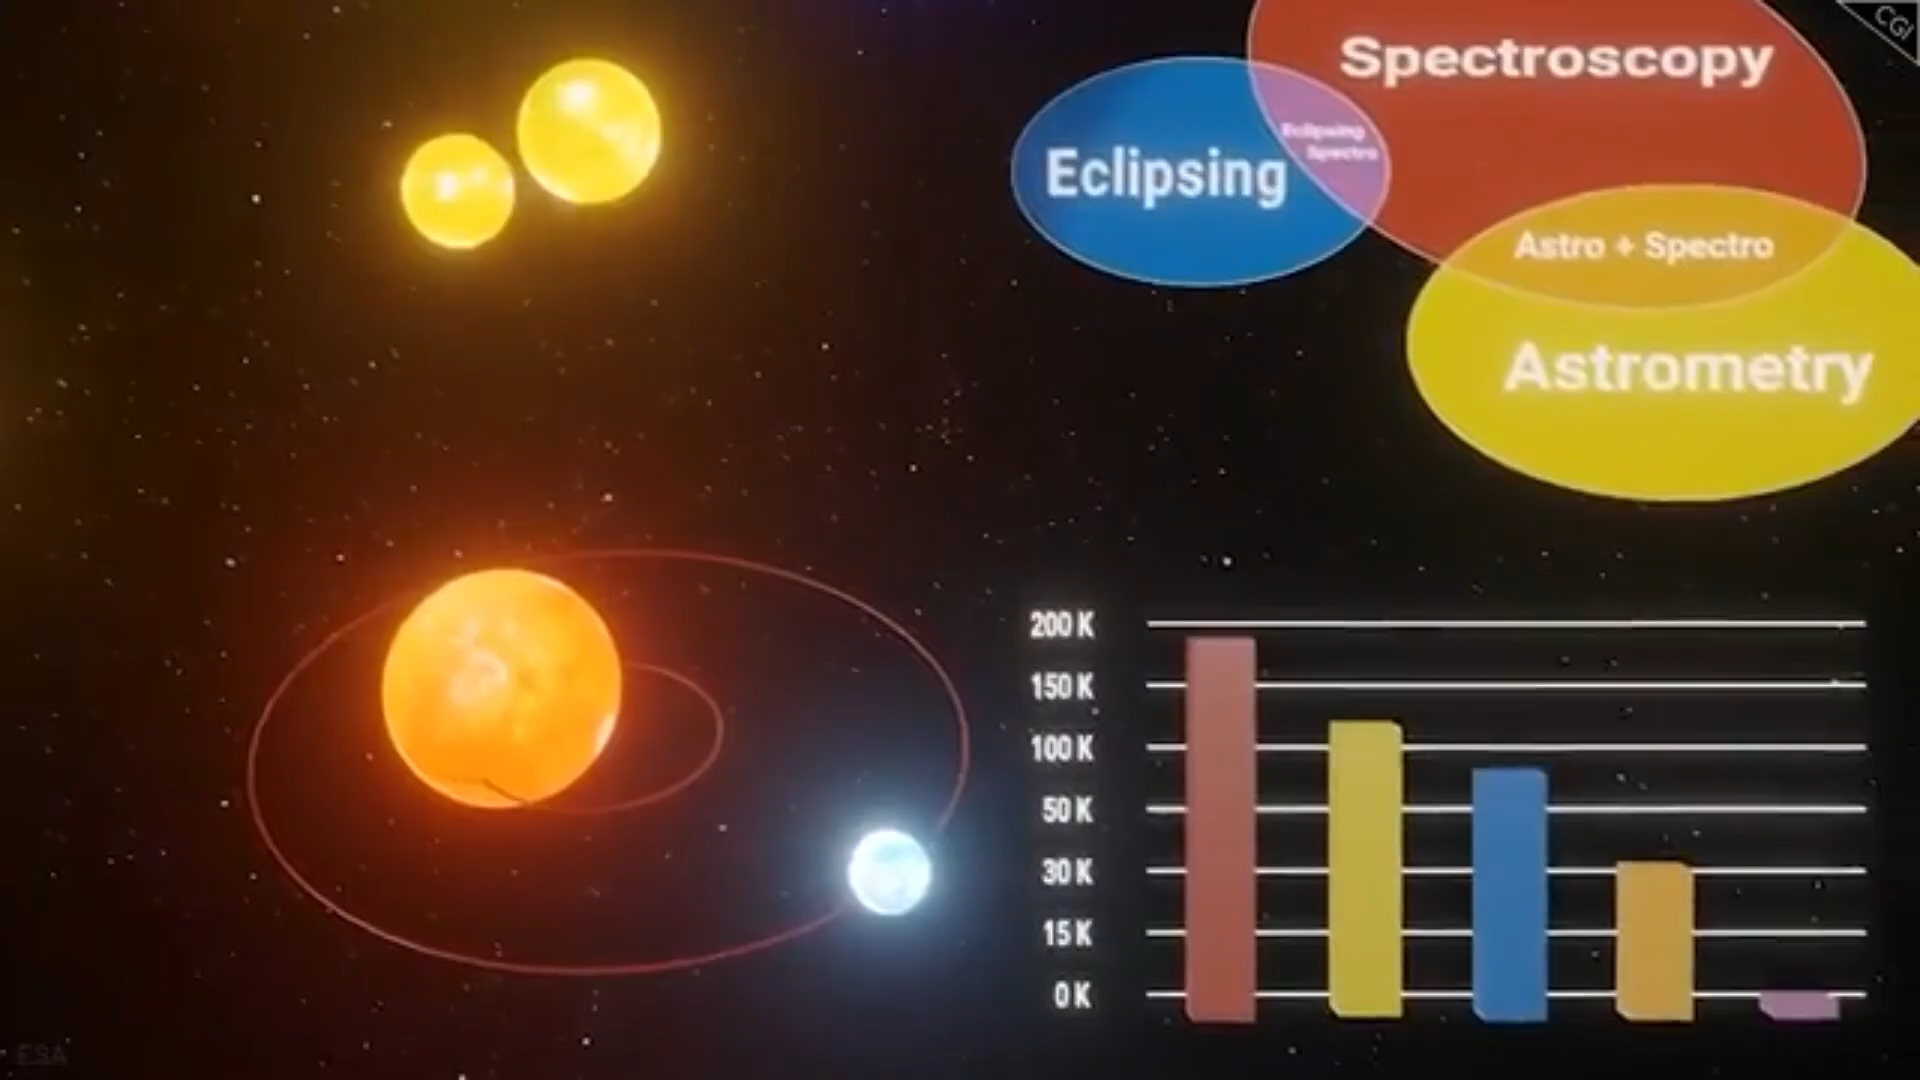 CGI
Spectroscopy
Eclipsing
Spectro
Eclipsing
Astro + Spectro
Astrometry
200 K
150 K
100 K
50 K
30 K
15 K
0 K
ESA